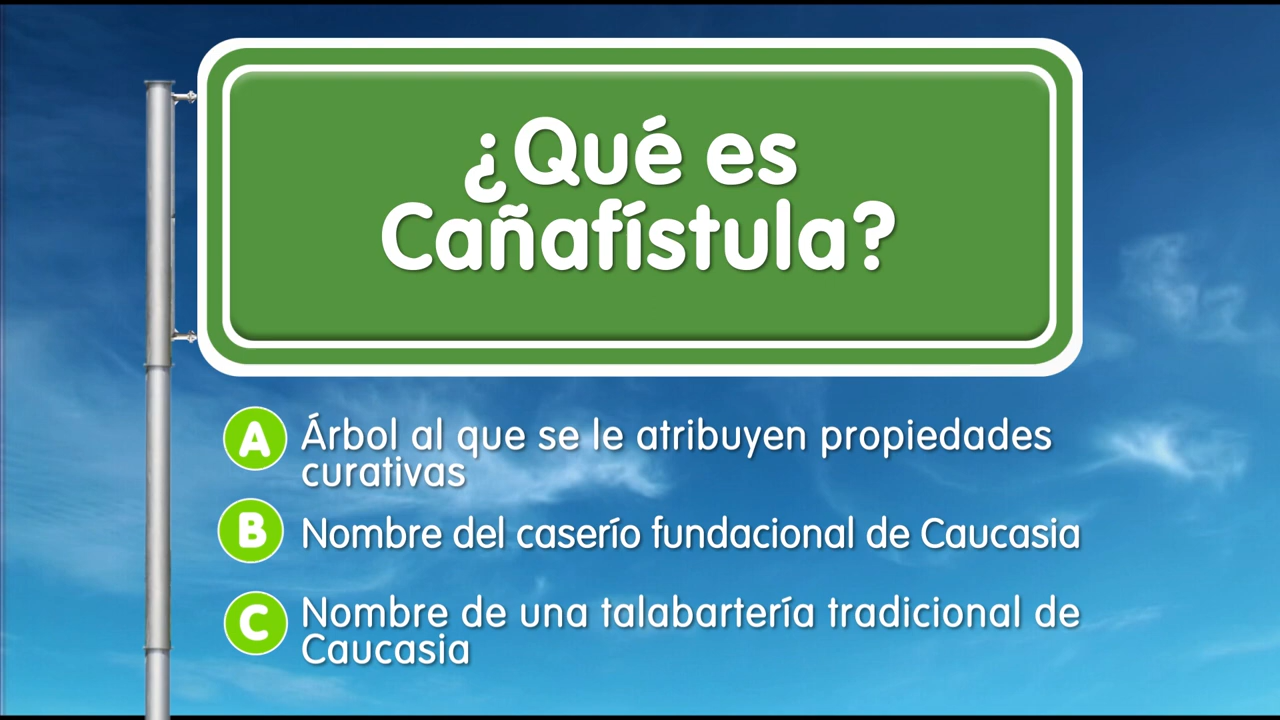 ¿Qué es
Cañafístula?
A Árbol al que se le atribuyen propiedades
curativas
B Nombre del caserío fundacional de Caucasia
C Nombre de una talabartería tradicional de
Caucasia